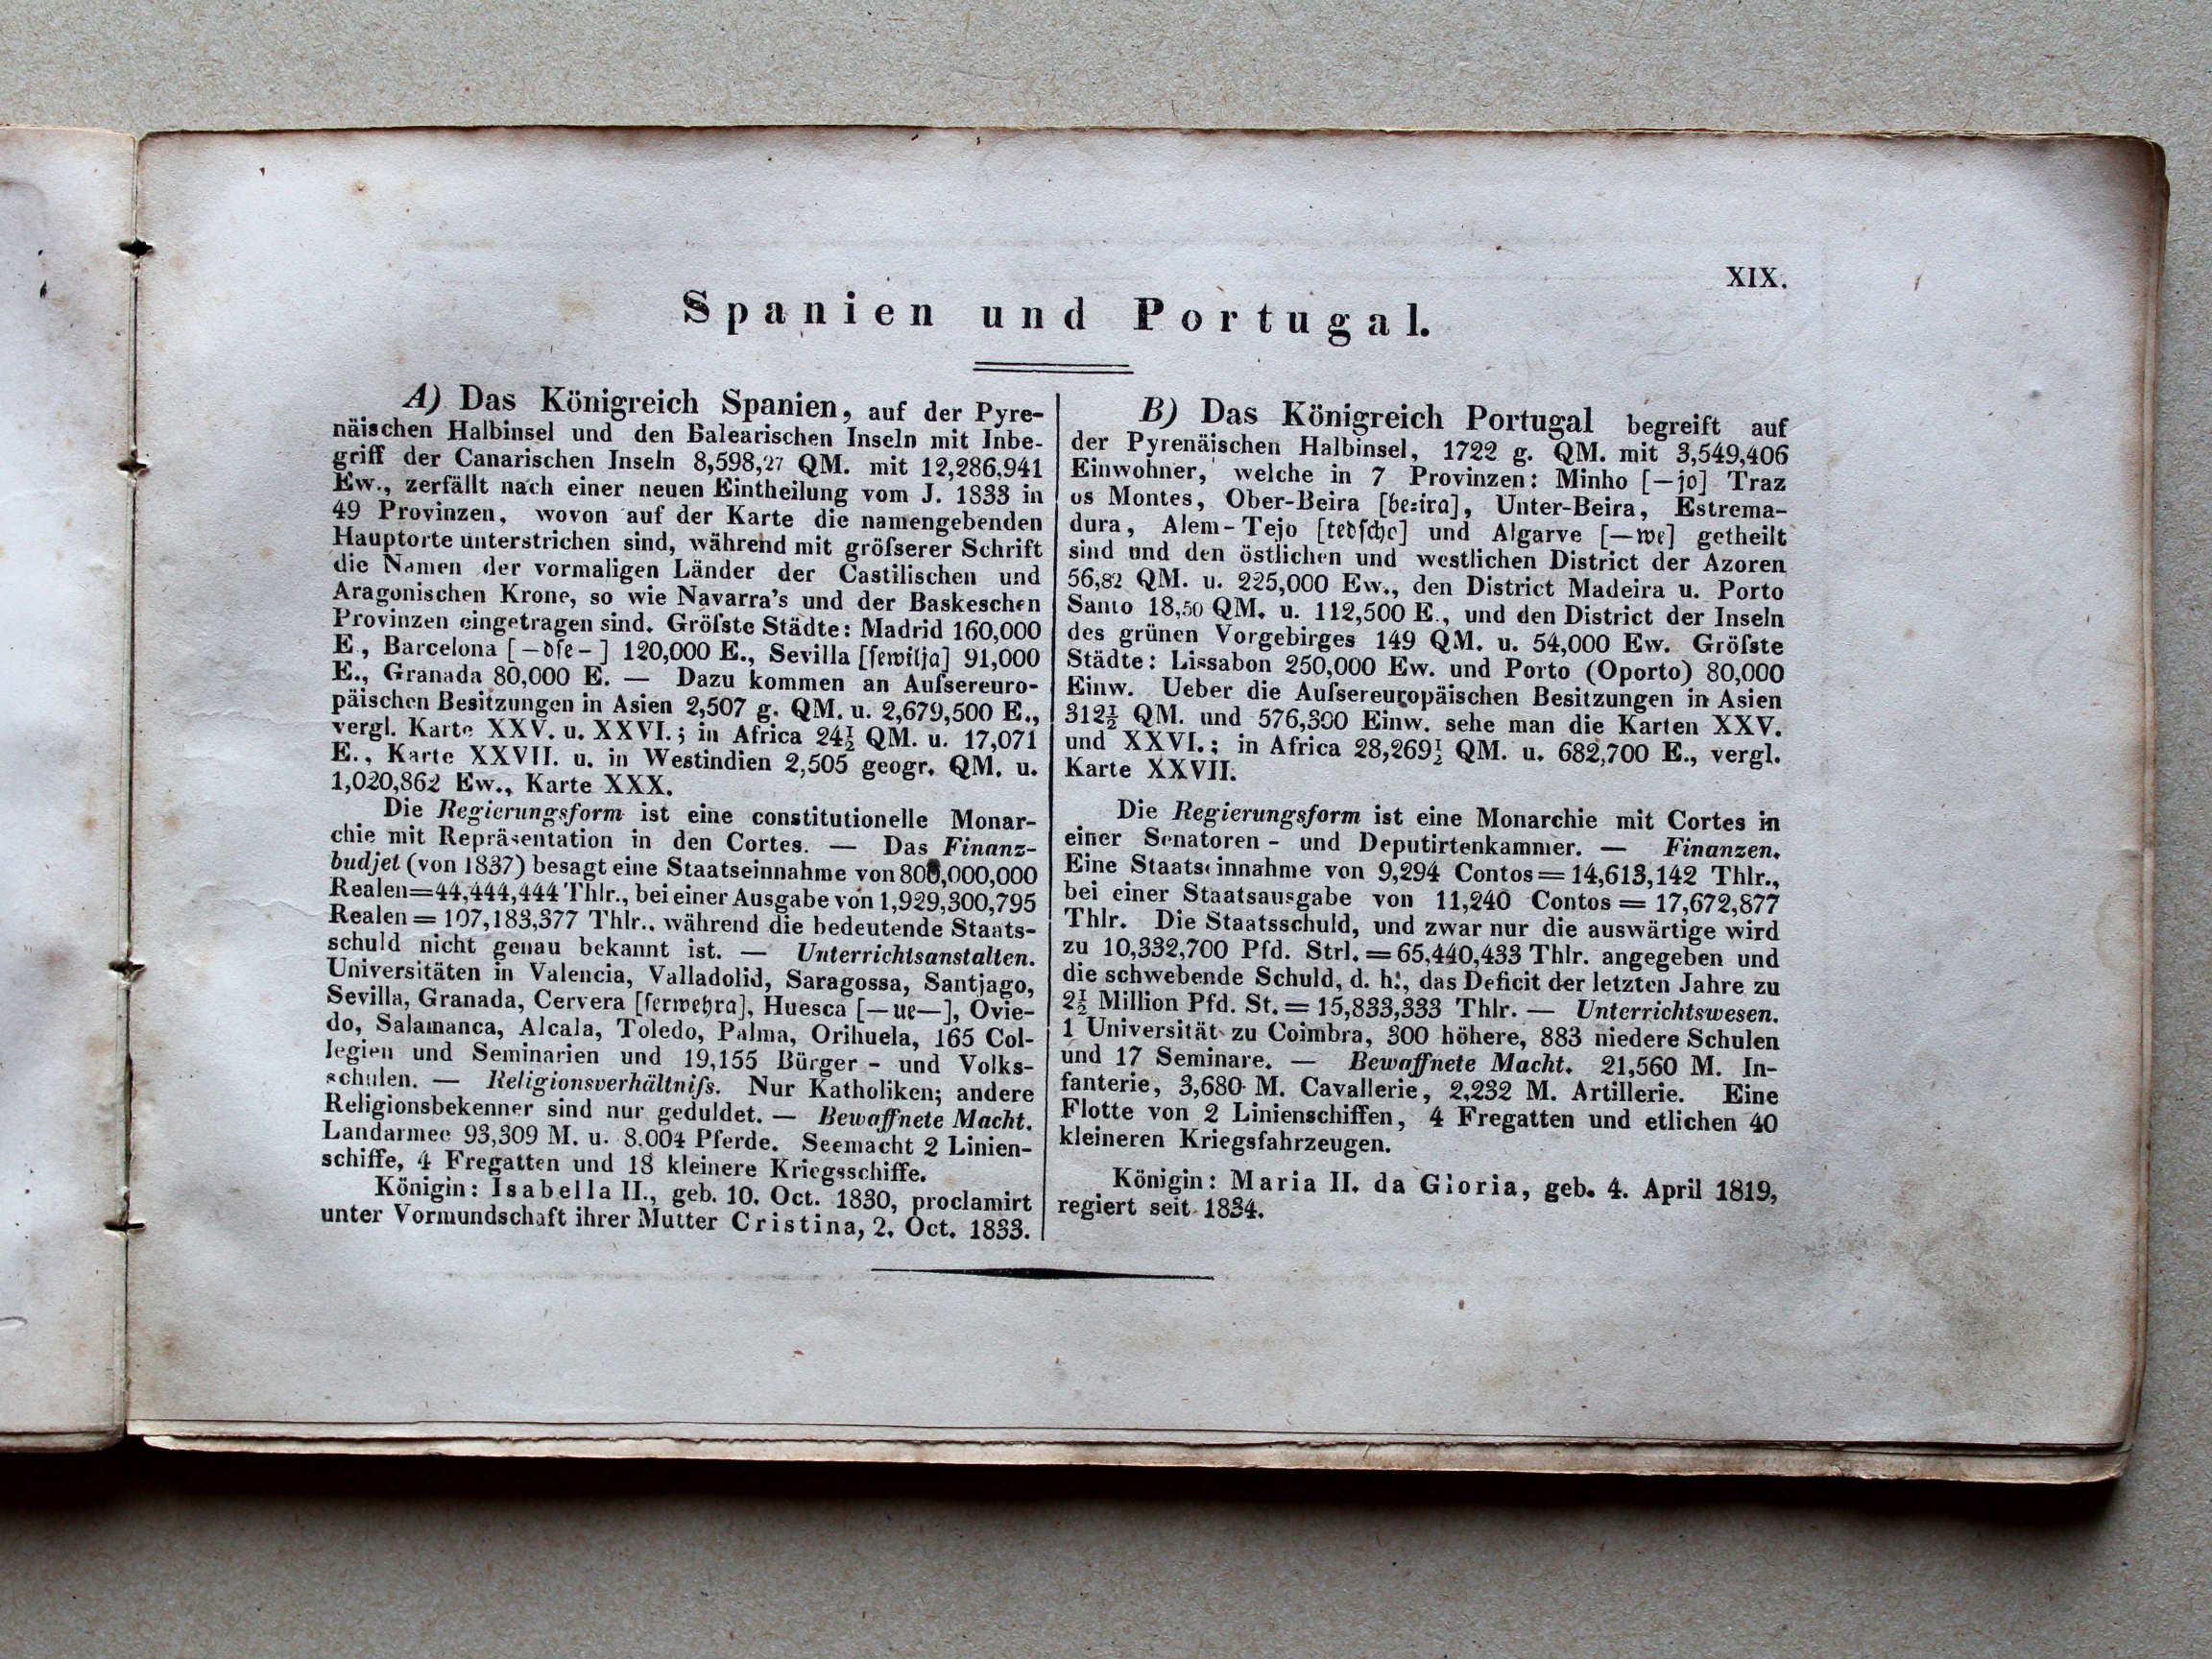 XIX.
Spanien und Portugal.
A) Das Königreich Spanien, auf der Pyre-
näischen Halbinsel und den Balearischen Inseln mit Inbe-
griff der Canarischen Inseln 8,598,27 QM. mit 12,286,941
Ew., zerfällt nach einer neuen Eintheilung vom J. 1833 in
49 Provinzen, wovon auf der Karte die namengebenden
Hauptorte unterstrichen sind, während mit gröſserer Schrift
die Namen der vormaligen Länder der Castilischen und
Aragonischen Krone, so wie Navarra's und der Baskeschen
Provinzen eingetragen sind. Gröſste Städte: Madrid 160,000
E., Barcelona [—dſe-] 120,000 E., Sevilla [ſewilja] 91,000
E., Granada 80,000 E. — Dazu kommen an Auſsereuro-
päischen Besitzungen in Asien 2,507 g. QM. u. 2,679,500 E.,
vergl. Karte XXV. u. XXVI.; in Africa 24½ QM. u. 17,071
E., Karte XXVII. u. in Westindien 2,505 geogr. QM. u.
1,020,862 Ew., Karte XXX.
Die Regierungsform ist eine constitutionelle Monar-
chie mit Repräsentation in den Cortes. — Das Finanz-
budjet (von 1837) besagt eine Staatseinnahme von 800,000,000
Realen=44,444,444 Thlr., bei einer Ausgabe von 1,929,300,795
Realen = 107,183,377 Thlr., während die bedeutende Staats-
schuld nicht genau bekannt ist. — Unterrichtsanstalten.
Universitäten in Valencia, Valladolid, Saragossa, Santjago,
Sevilla, Granada, Cervera [ſerwehra], Huesca [—ue—], Ovie-
do, Salamanca, Alcala, Toledo, Palma, Orihuela, 165 Col-
legien und Seminarien und 19,155 Bürger - und Volks-
schulen. — Religionsverhältniſs. Nur Katholiken; andere
Religionsbekenner sind nur geduldet. — Bewaffnete Macht.
Landarmee 93,309 M. u. 8,004 Pferde. Seemacht 2 Linien-
schiffe, 4 Fregatten und 18 kleinere Kriegsschiffe.
Königin: Isabella II., geb. 10. Oct. 1830, proclamirt
unter Vormundschaft ihrer Mutter Cristina, 2. Oct. 1833.
B) Das Königreich Portugal begreift auf
der Pyrenäischen Halbinsel, 1722 g. QM. mit 3,549,406
Einwohner, welche in 7 Provinzen: Minho [—jo] Traz
os Montes, Ober-Beira [be=ira], Unter-Beira, Estrema-
dura, Alem-Tejo [tedſche] und Algarve [—we] getheilt
sind und den östlichen und westlichen District der Azoren
56,82 QM. u. 225,000 Ew., den District Madeira u. Porto
Santo 18,50 QM. u. 112,500 E., und den District der Inseln
des grünen Vorgebirges 149 QM. u. 54,000 Ew. Gröſste
Städte: Lissabon 250,000 Ew. und Porto (Oporto) 80,000
Einw. Ueber die Auſsereuropäischen Besitzungen in Asien
312½ QM. und 576,300 Einw. sehe man die Karten XXV.
und XXVI.; in Africa 28,269½ QM. u. 682,700 E., vergl.
Karte XXVII.
Die Regierungsform ist eine Monarchie mit Cortes in
einer Senatoren - und Deputirtenkammer. — Finanzen.
Eine Staatseinnahme von 9,294 Contos = 14,613,142 Thlr.,
bei einer Staatsausgabe von 11,240 Contos = 17,672,877
Thlr. Die Staatsschuld, und zwar nur die auswärtige wird
zu 10,332,700 Pfd. Strl. = 65,440,433 Thlr. angegeben und
die schwebende Schuld, d. h., das Deficit der letzten Jahre zu
2½ Million Pfd. St. = 15,833,333 Thlr. — Unterrichtswesen.
1 Universität zu Coimbra, 300 höhere, 883 niedere Schulen
und 17 Seminare. — Bewaffnete Macht. 21,560 M. In-
fanterie, 3,680 M. Cavallerie, 2,232 M. Artillerie. Eine
Flotte von 2 Linienschiffen, 4 Fregatten und etlichen 40
kleineren Kriegsfahrzeugen.
Königin: Maria II. da Gioria, geb. 4. April 1819,
regiert seit 1834.